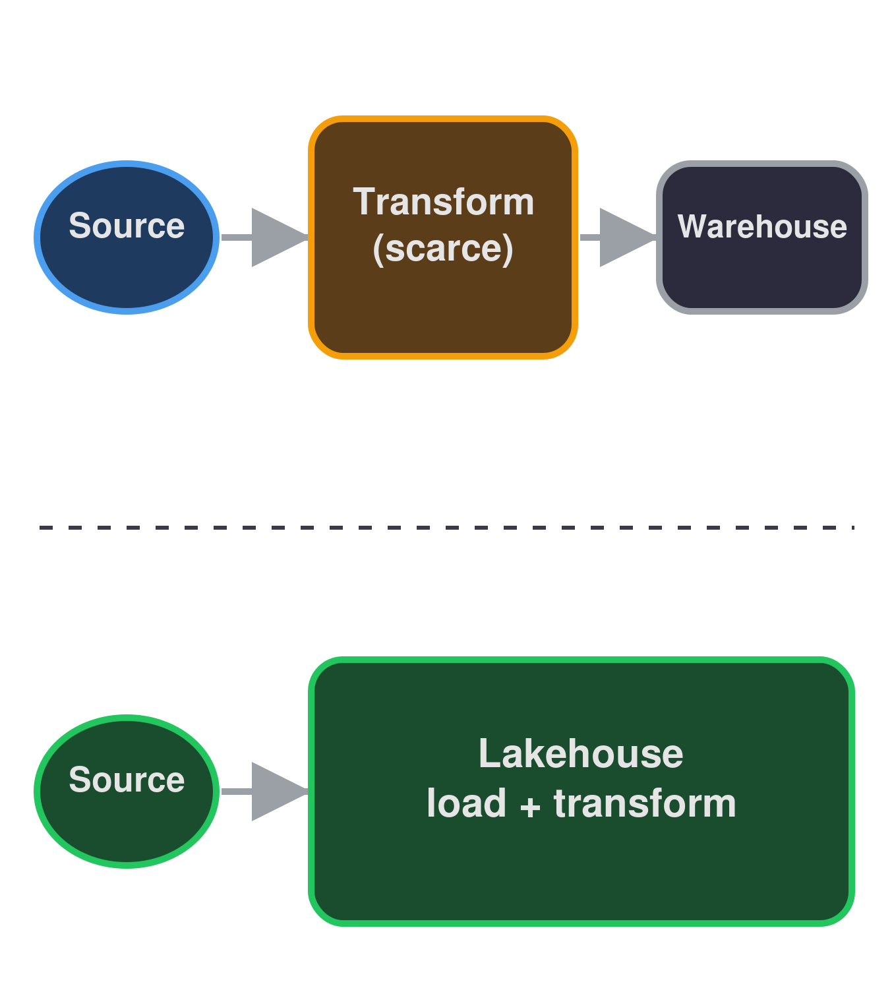 Source
Transform
(scarce)
Warehouse
Source
Lakehouse
load + transform